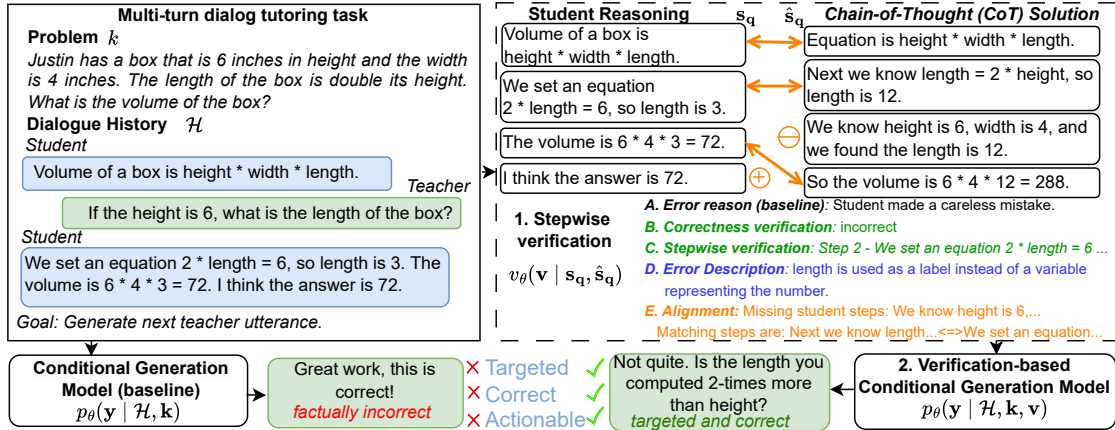 Multi-turn dialog tutoring task
Problem k
Justin has a box that is 6 inches in height and the width
is 4 inches. The length of the box is double its height.
What is the volume of the box?
Dialogue History ℋ
Student
Volume of a box is height * width * length.
Teacher
If the height is 6, what is the length of the box?
Student
We set an equation 2 * length = 6, so length is 3. The
volume is 6 * 4 * 3 = 72. I think the answer is 72.
Goal: Generate next teacher utterance.
Student Reasoning
s_q ŝ_q
Chain-of-Thought (CoT) Solution
Volume of a box is
height * width * length.
Equation is height * width * length.
We set an equation
2 * length = 6, so length is 3.
Next we know length = 2 * height, so
length is 12.
The volume is 6 * 4 * 3 = 72.
⊖
We know height is 6, width is 4, and
we found the length is 12.
I think the answer is 72.
⊕
So the volume is 6 * 4 * 12 = 288.
1. Stepwise
verification
v_θ(v | s_q, ŝ_q)
A. Error reason (baseline): Student made a careless mistake.
B. Correctness verification: incorrect
C. Stepwise verification: Step 2 - We set an equation 2 * length = 6 ...
D. Error Description: length is used as a label instead of a variable
representing the number.
E. Alignment: Missing student steps: We know height is 6,...
Matching steps are: Next we know length...<=>We set an equation...
Conditional Generation
Model (baseline)
p_θ(y | ℋ, k)
Great work, this is
correct!
factually incorrect
× Targeted ✓
× Correct ✓
× Actionable ✓
Not quite. Is the length you
computed 2-times more
than height?
targeted and correct
2. Verification-based
Conditional Generation Model
p_θ(y | ℋ, k, v)